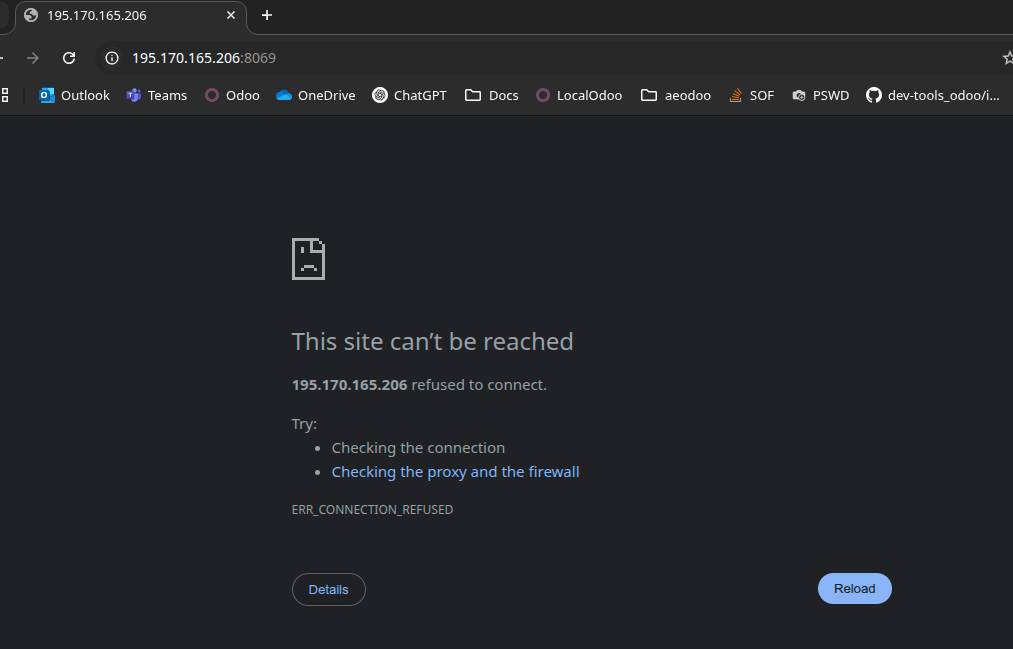 195.170.165.206
195.170.165.206:8069
Outlook Teams Odoo OneDrive ChatGPT Docs LocalOdoo aeodoo SOF PSWD dev-tools_odoo/i...
This site can’t be reached
195.170.165.206 refused to connect.
Try:
• Checking the connection
• Checking the proxy and the firewall
ERR_CONNECTION_REFUSED
Details Reload